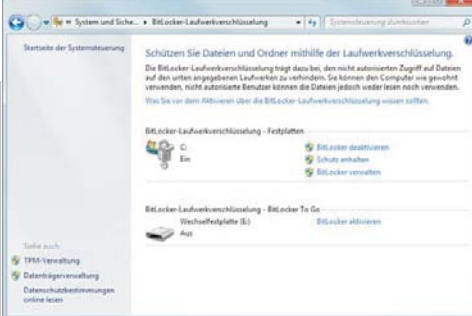 System und Siche... ▸ BitLocker-Laufwerkverschlüsselung
Systemsteuerung durchsuchen
Startseite der Systemsteuerung
Schützen Sie Dateien und Ordner mithilfe der Laufwerkverschlüsselung.
Die BitLocker-Laufwerkverschlüsselung trägt dazu bei, den nicht autorisierten Zugriff auf Dateien
auf den unten angegebenen Laufwerken zu verhindern. Sie können den Computer wie gewohnt
verwenden, nicht autorisierte Benutzer können die Dateien jedoch weder lesen noch verwenden.
Was Sie vor dem Aktivieren über die BitLocker-Laufwerkverschlüsselung wissen sollten.
BitLocker-Laufwerkverschlüsselung - Festplatten
C:
Ein
BitLocker deaktivieren
Schutz anhalten
BitLocker verwalten
BitLocker-Laufwerkverschlüsselung - BitLocker To Go
Wechselfestplatte (E:)
Aus
BitLocker aktivieren
Siehe auch
TPM-Verwaltung
Datenträgerverwaltung
Datenschutzbestimmungen
online lesen